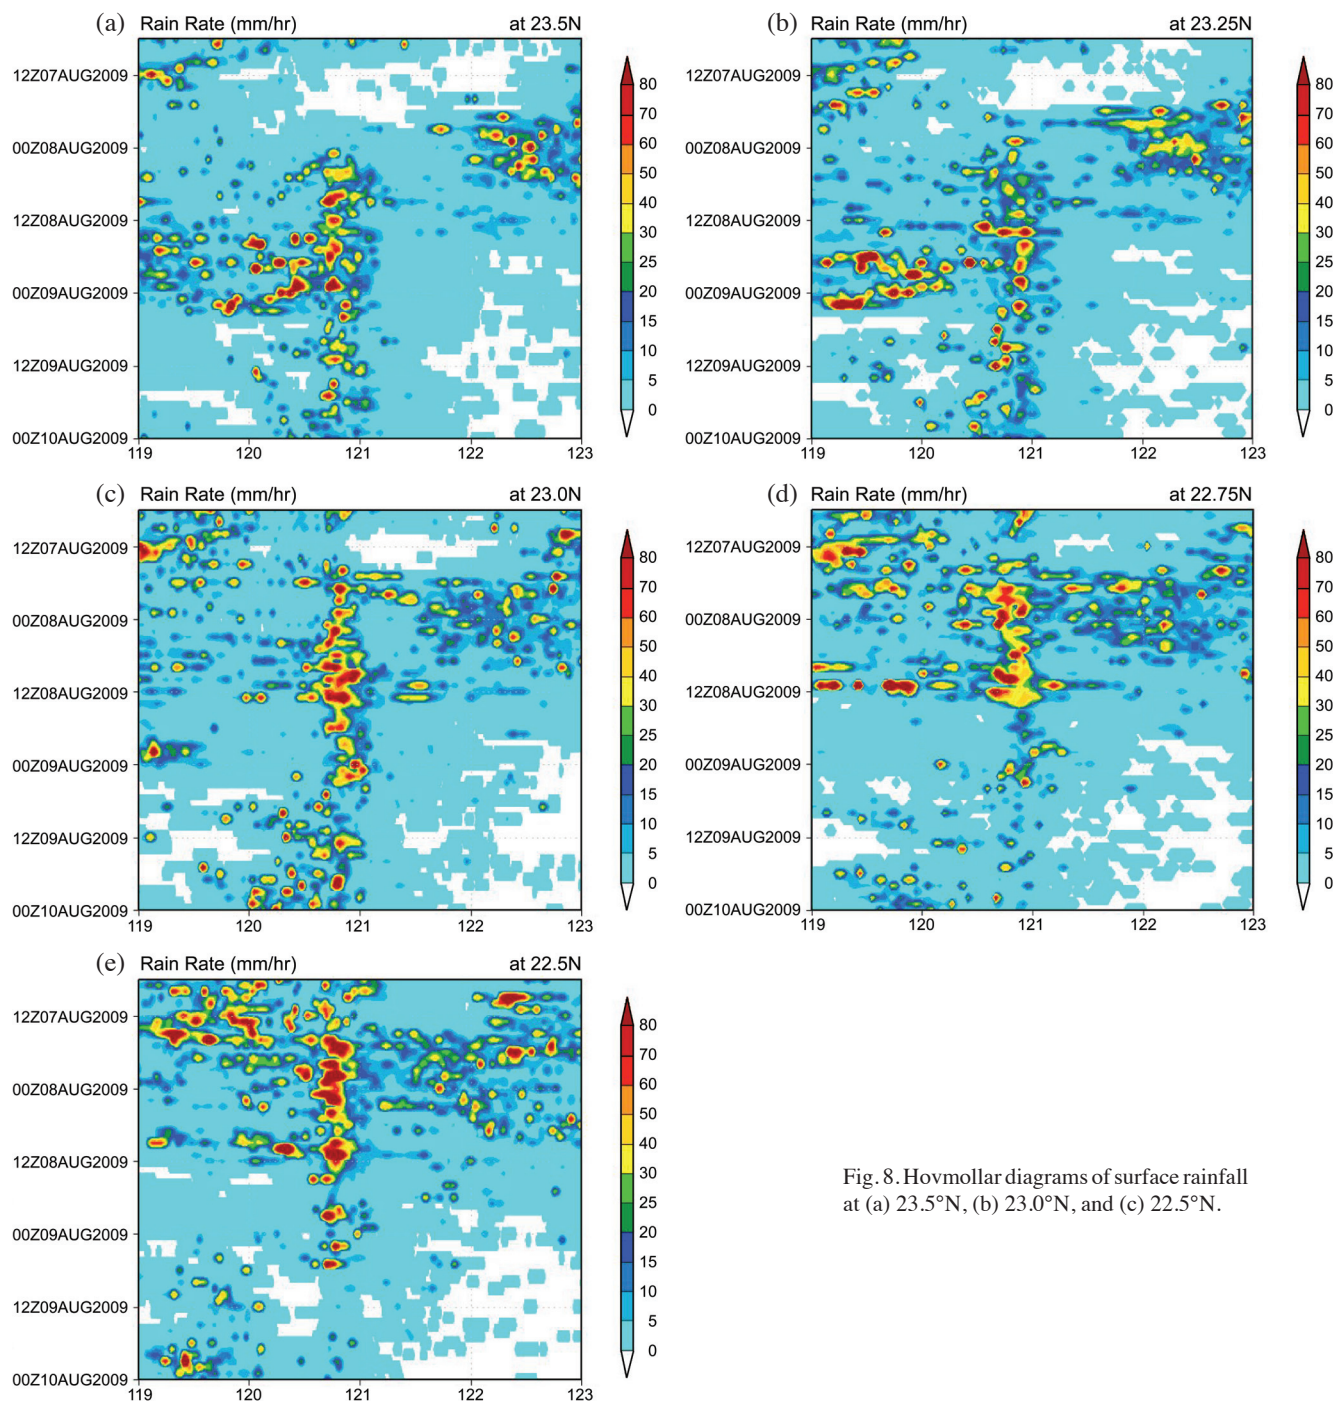 (a) Rain Rate (mm/hr) at 23.5N
12Z07AUG2009
00Z08AUG2009
12Z08AUG2009
00Z09AUG2009
12Z09AUG2009
00Z10AUG2009
119 120 121 122 123
80
70
60
50
40
30
25
20
15
10
5
0
(b) Rain Rate (mm/hr) at 23.25N
12Z07AUG2009
00Z08AUG2009
12Z08AUG2009
00Z09AUG2009
12Z09AUG2009
00Z10AUG2009
119 120 121 122 123
80
70
60
50
40
30
25
20
15
10
5
0
(c) Rain Rate (mm/hr) at 23.0N
12Z07AUG2009
00Z08AUG2009
12Z08AUG2009
00Z09AUG2009
12Z09AUG2009
00Z10AUG2009
119 120 121 122 123
80
70
60
50
40
30
25
20
15
10
5
0
(d) Rain Rate (mm/hr) at 22.75N
12Z07AUG2009
00Z08AUG2009
12Z08AUG2009
00Z09AUG2009
12Z09AUG2009
00Z10AUG2009
119 120 121 122 123
80
70
60
50
40
30
25
20
15
10
5
0
(e) Rain Rate (mm/hr) at 22.5N
12Z07AUG2009
00Z08AUG2009
12Z08AUG2009
00Z09AUG2009
12Z09AUG2009
00Z10AUG2009
119 120 121 122 123
80
70
60
50
40
30
25
20
15
10
5
0
Fig. 8. Hovmollar diagrams of surface rainfall
at (a) 23.5°N, (b) 23.0°N, and (c) 22.5°N.